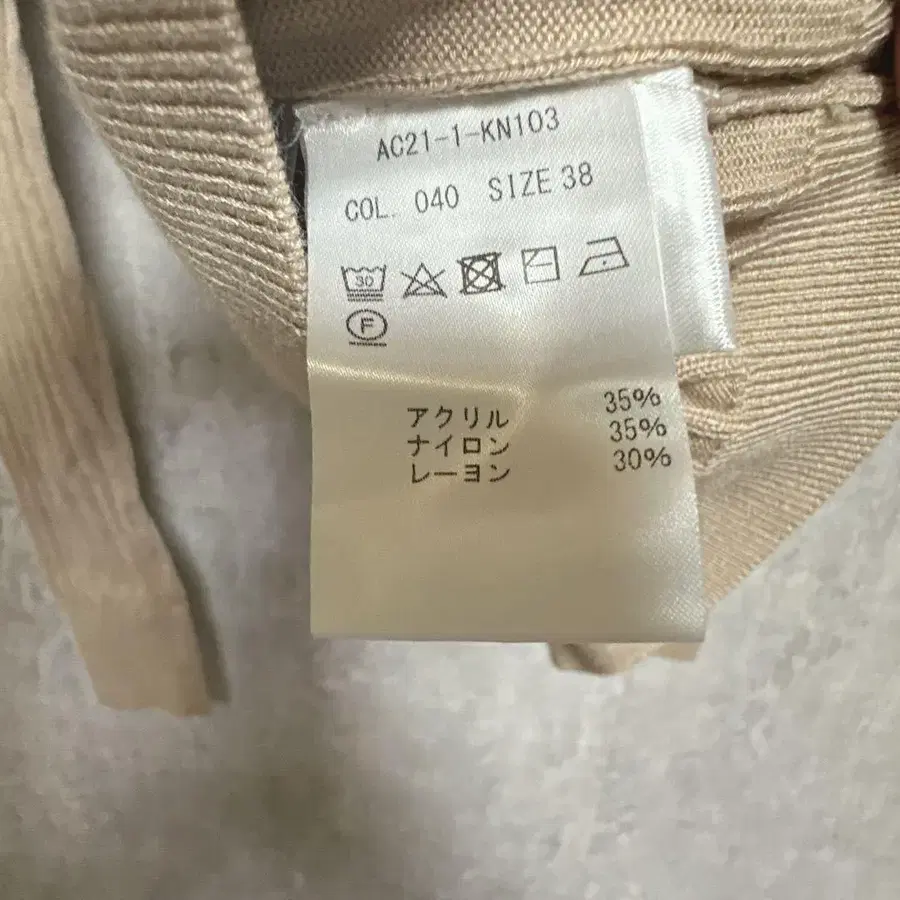 AC21-1-KN103
COL. 040 SIZE 38
30
F
アクリル 35%
ナイロン 35%
レーヨン 30%